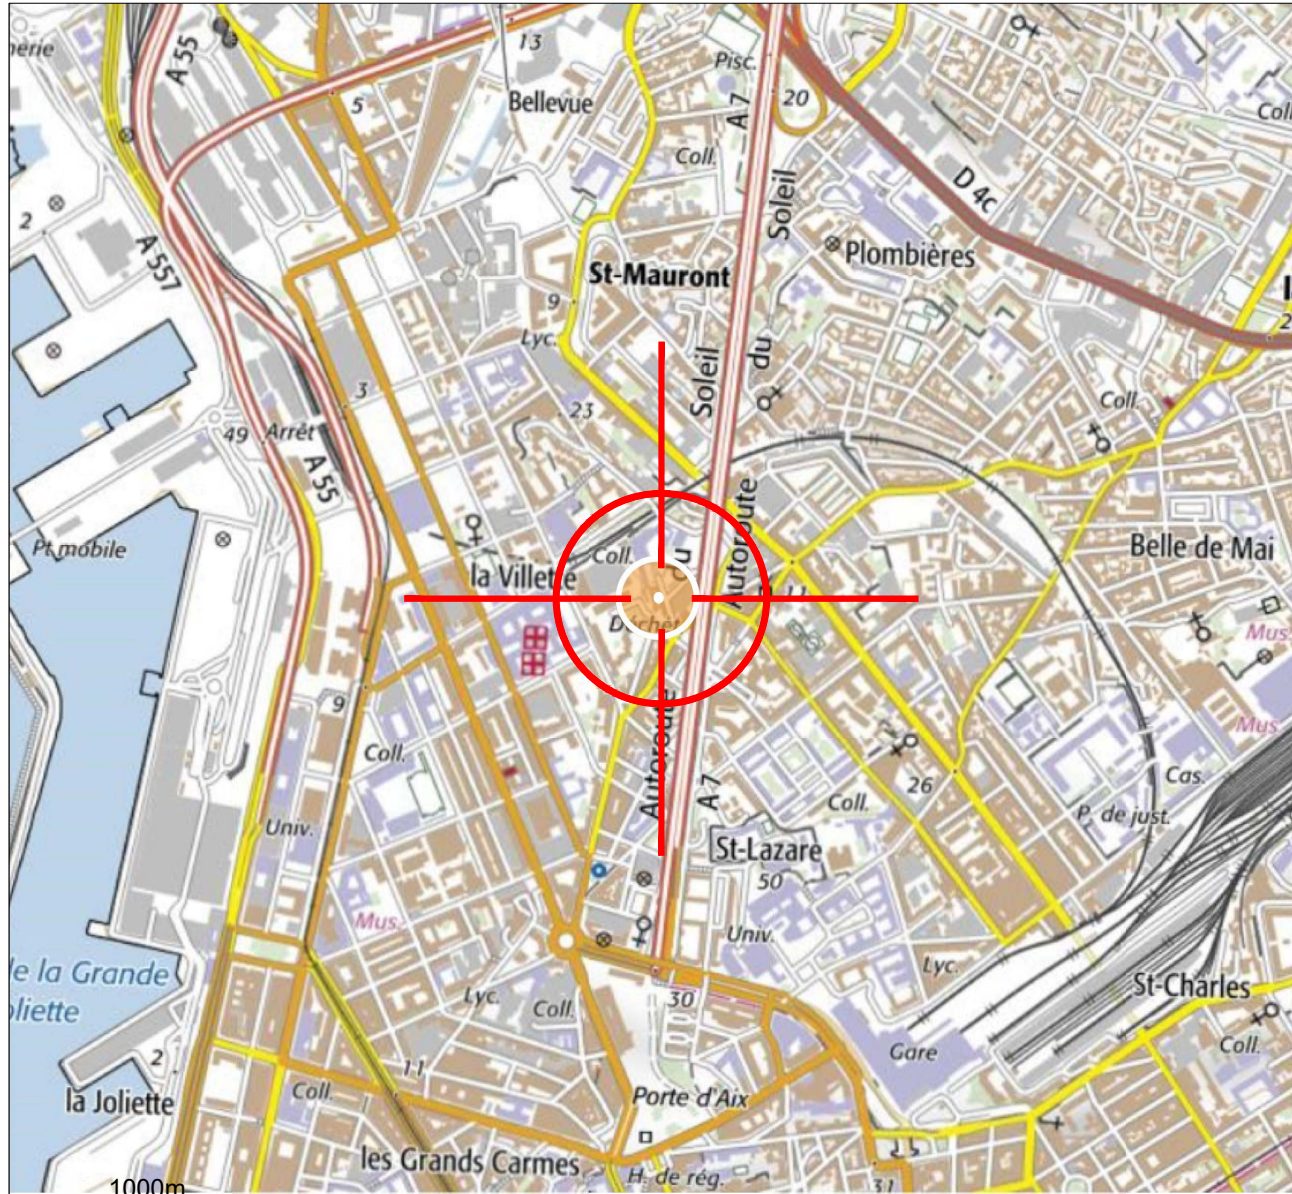 A 55
13
Pisc.
20
Bellevue
5
A 7
Coll.
Soleil
D 4c
2
A 557
Plombières
St-Mauront
9
du
Lyc.
Soleil
3
Coll.
23
49
Arrêt
A 55
Autoroute
Pt mobile
Coll.
Belle de Mai
la Villette
11
Mus.
Autoroute
9
Mus.
Coll.
A 7
Cas.
26
Coll.
P. de just.
Univ.
St-Lazare
50
Mus.
Univ.
Lyc.
de la Grande
St-Charles
Lyc.
30
Coll.
Joliette
Gare
Coll.
2
11
Coll.
Porte d'Aix
la Joliette
les Grands Carmes
H. de rég.
31
1000m